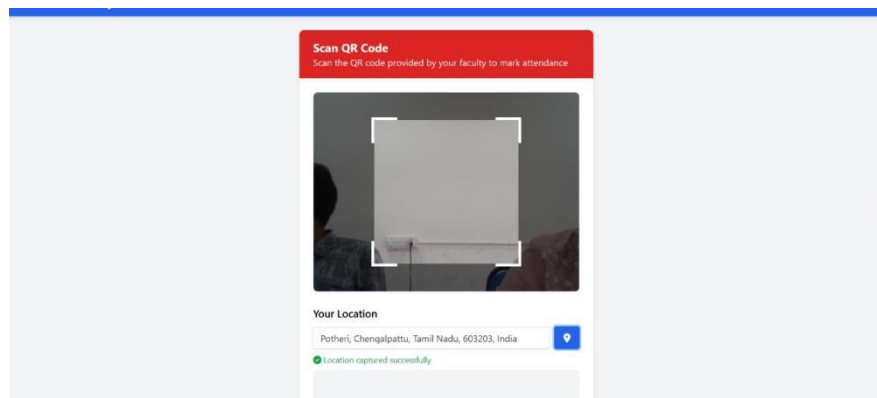 Scan QR Code
Scan the QR code provided by your faculty to mark attendance
Your Location
Potheri, Chengalpattu, Tamil Nadu, 603203, India
Location captured successfully